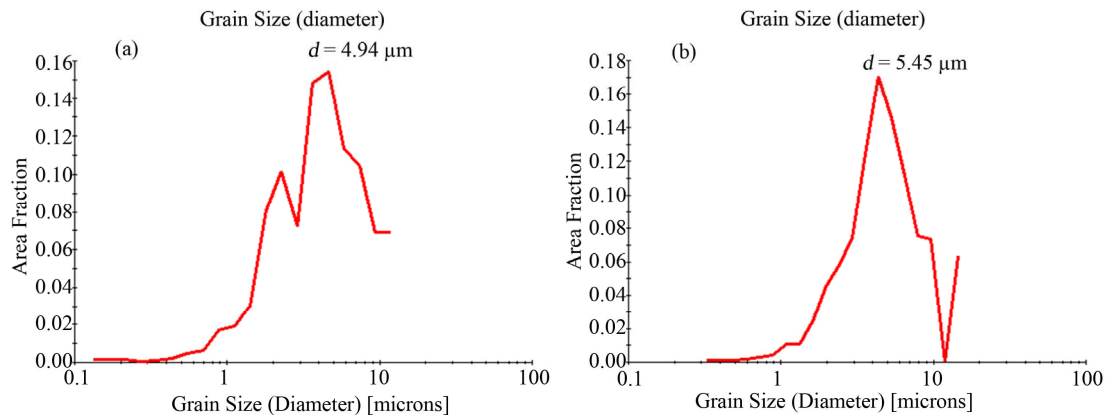 Grain Size (diameter)
(a)
d = 4.94 µm
0.16
0.14
0.12
0.10
0.08
0.06
0.04
0.02
0.00
Area Fraction
0.1
1
10
100
Grain Size (Diameter) [microns]
Grain Size (diameter)
(b)
d = 5.45 µm
0.18
0.16
0.14
0.12
0.10
0.08
0.06
0.04
0.02
0.00
Area Fraction
0.1
1
10
100
Grain Size (Diameter) [microns]